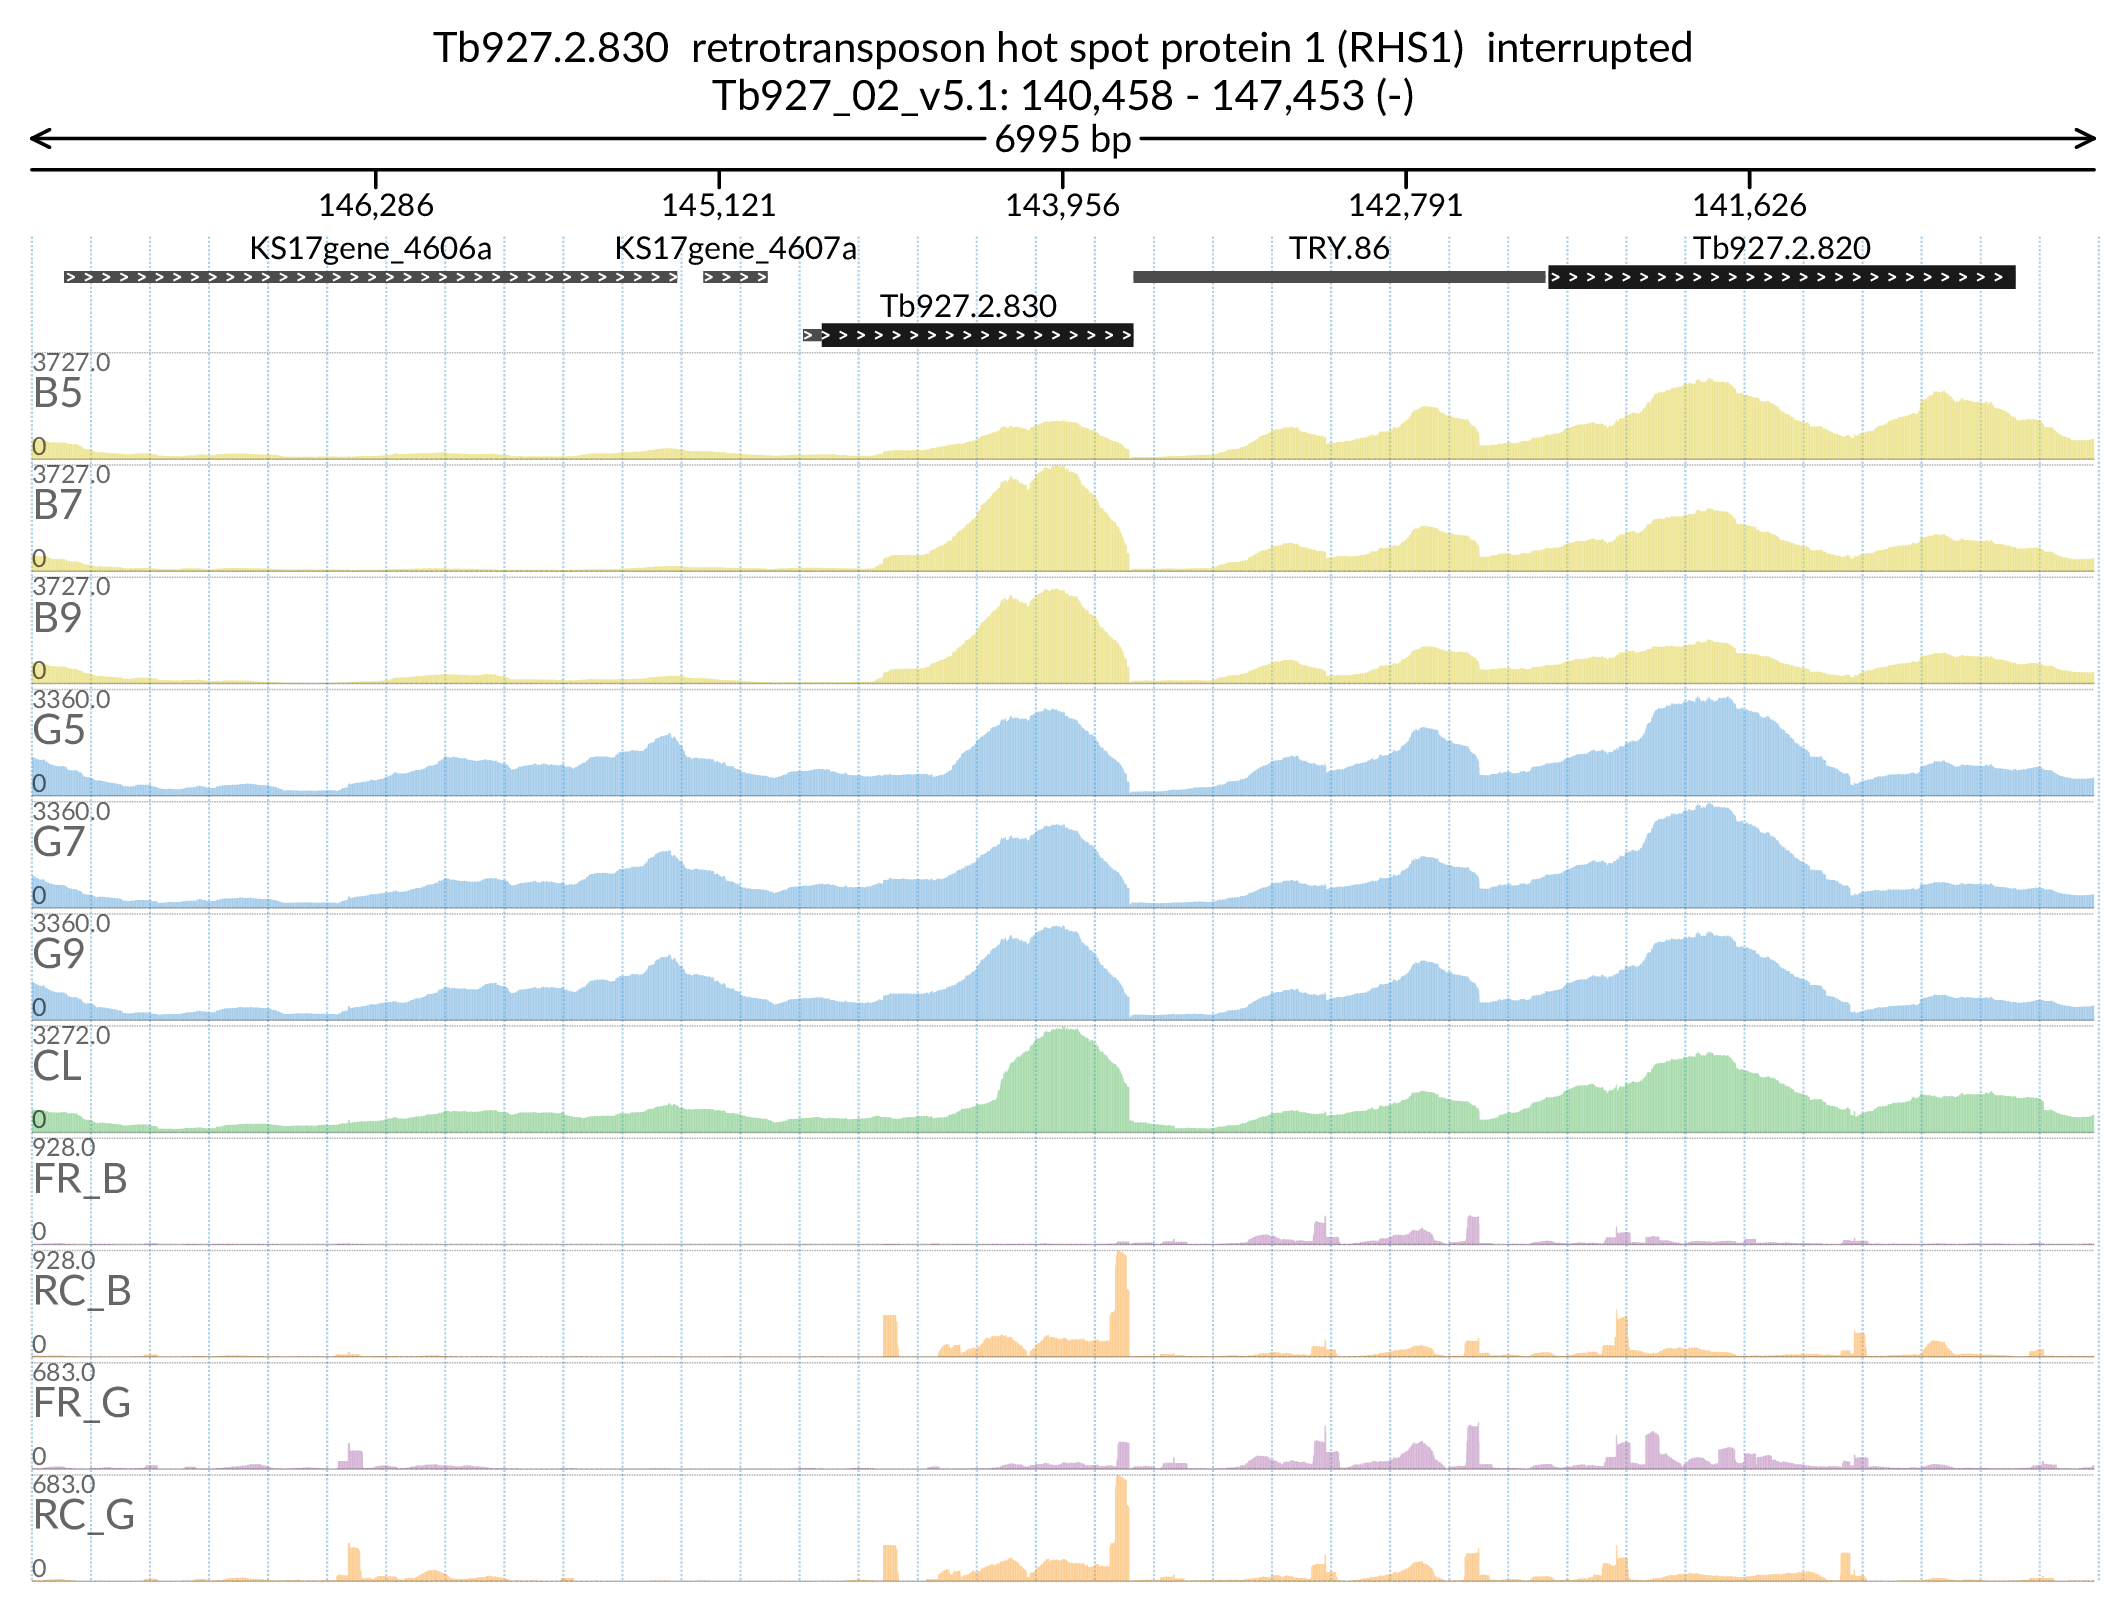 Tb927.2.830 retrotransposon hot spot protein 1 (RHS1) interrupted
Tb927_02_v5.1: 140,458 - 147,453 (-)
6995 bp
146,286 145,121 143,956 142,791 141,626
KS17gene_4606a KS17gene_4607a TRY.86 Tb927.2.820
Tb927.2.830
3727.0
B5
0
3727.0
B7
0
3727.0
B9
0
3360.0
G5
0
3360.0
G7
0
3360.0
G9
0
3272.0
CL
0
928.0
FR_B
0
928.0
RC_B
0
683.0
FR_G
0
683.0
RC_G
0